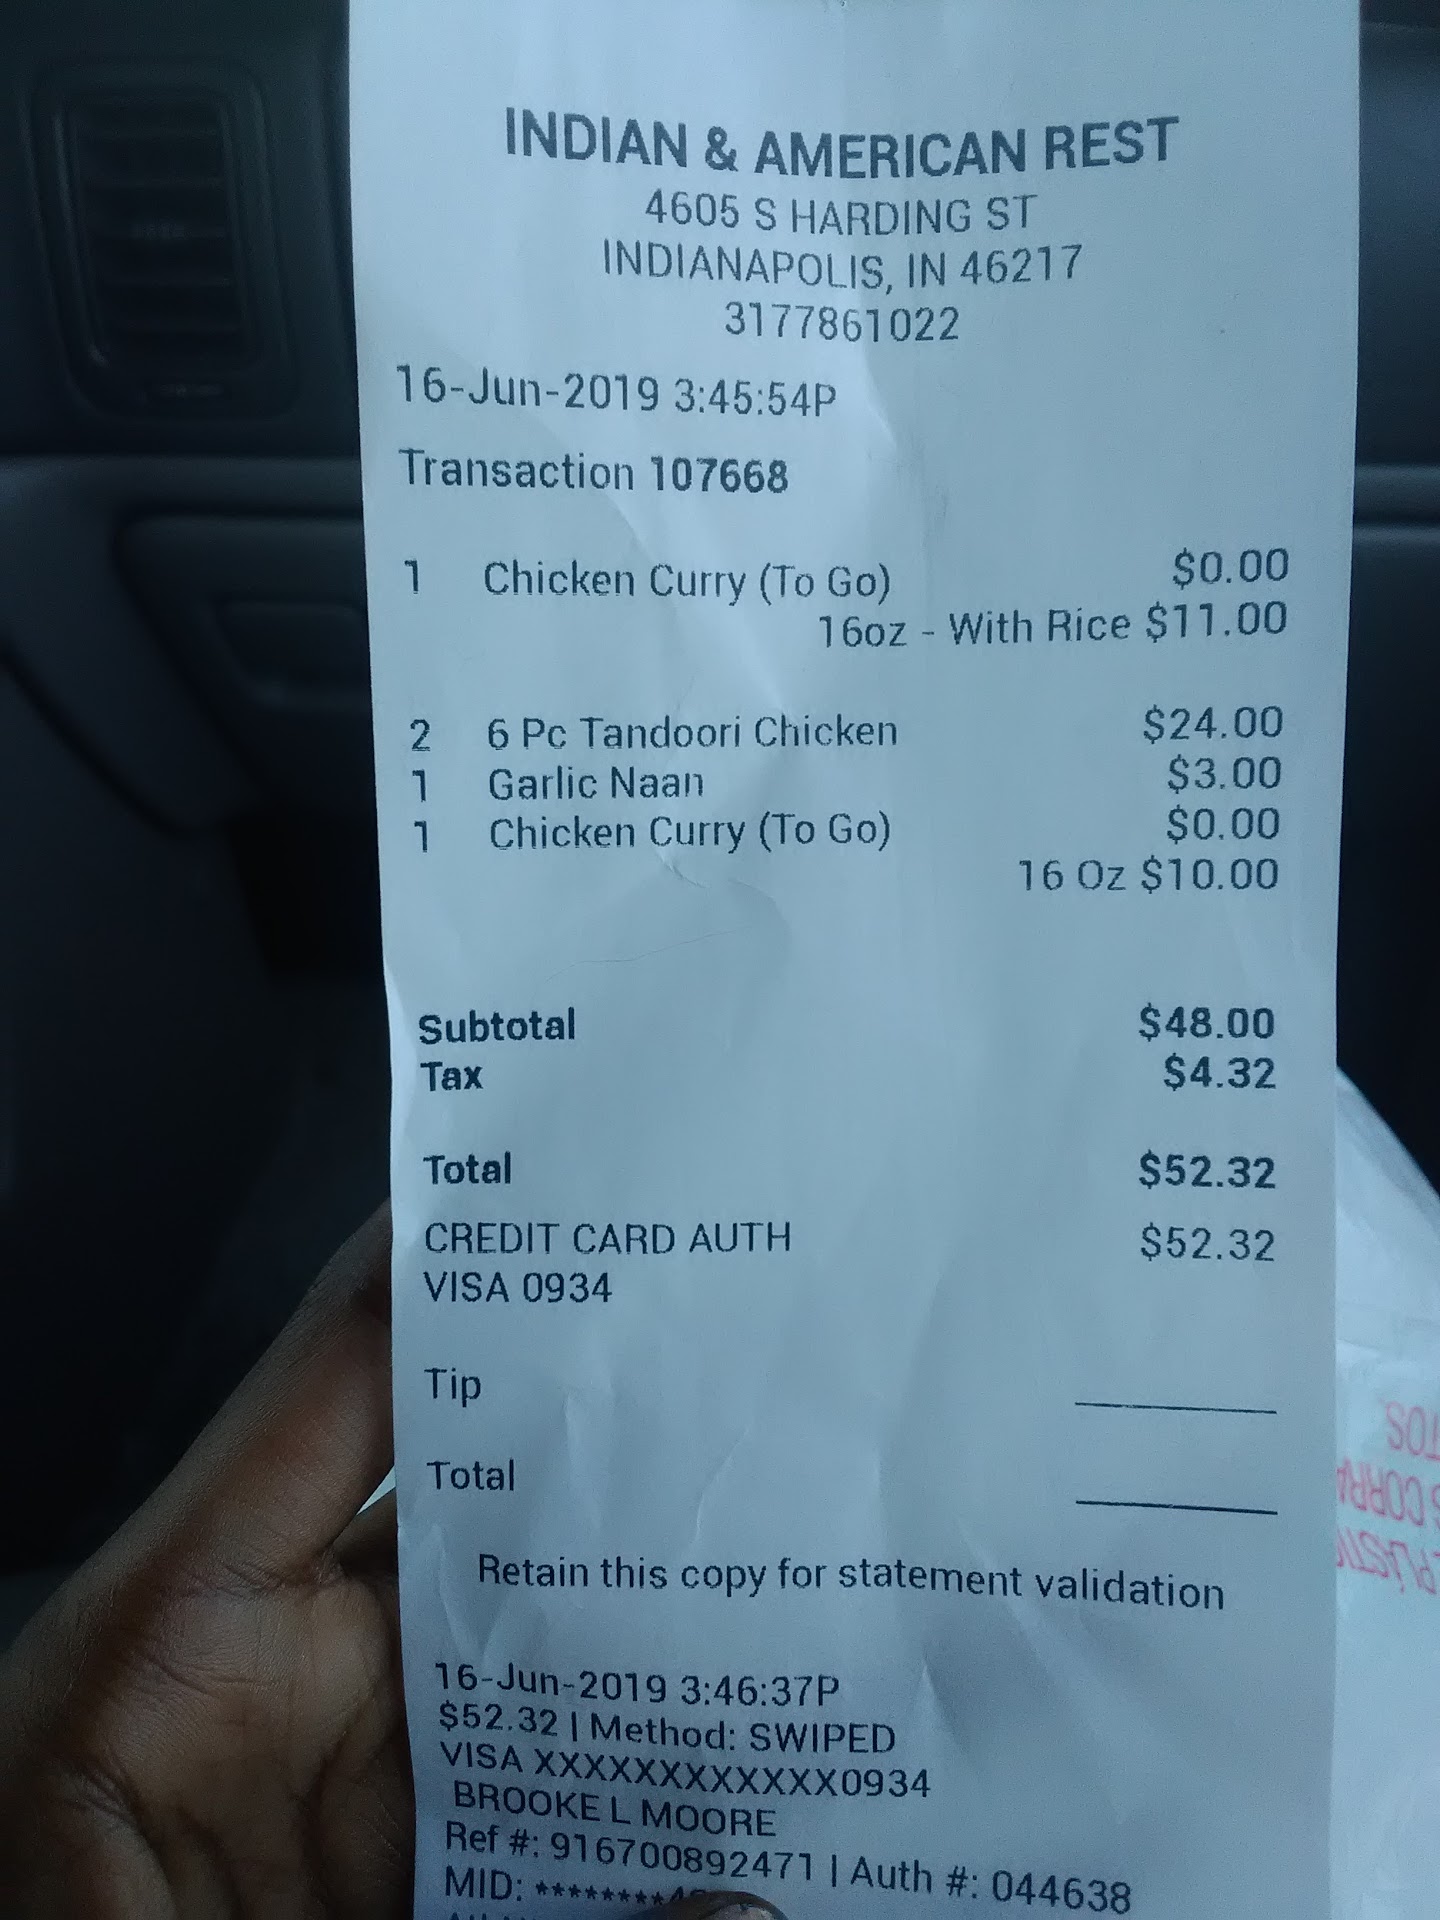 INDIAN & AMERICAN REST
4605 S HARDING ST
INDIANAPOLIS, IN 46217
3177861022
16-Jun-2019 3:45:54P
Transaction 107668
1 Chicken Curry (To Go) $0.00
16oz - With Rice $11.00
2 6 Pc Tandoori Chicken $24.00
1 Garlic Naan $3.00
1 Chicken Curry (To Go) $0.00
16 Oz $10.00
Subtotal $48.00
Tax $4.32
Total $52.32
CREDIT CARD AUTH $52.32
VISA 0934
Tip
Total
Retain this copy for statement validation
16-Jun-2019 3:46:37P
$52.32 | Method: SWIPED
VISA XXXXXXXXXXXX0934
BROOKE L MOORE
Ref #: 916700892471 | Auth #: 044638
MID: ********